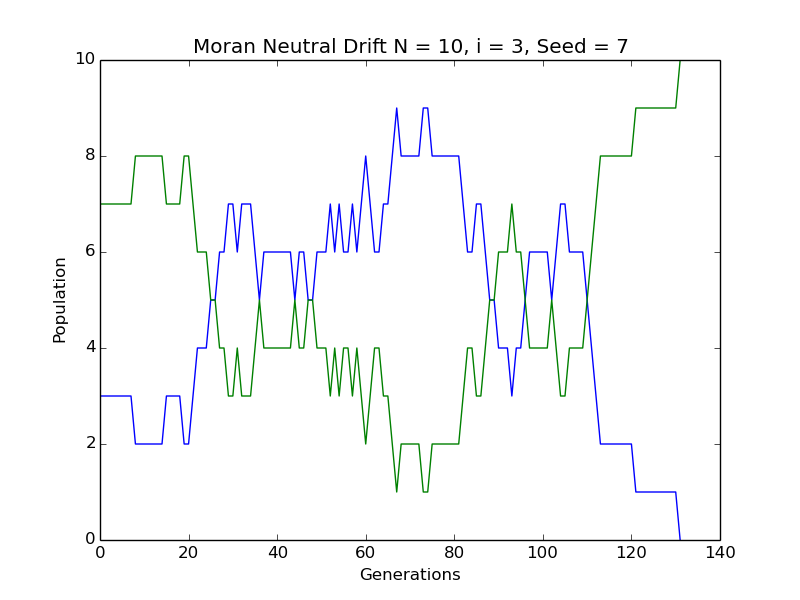 Moran Neutral Drift N = 10, i = 3, Seed = 7
10
8
6
4
2
0
Population
0 20 40 60 80 100 120 140
Generations